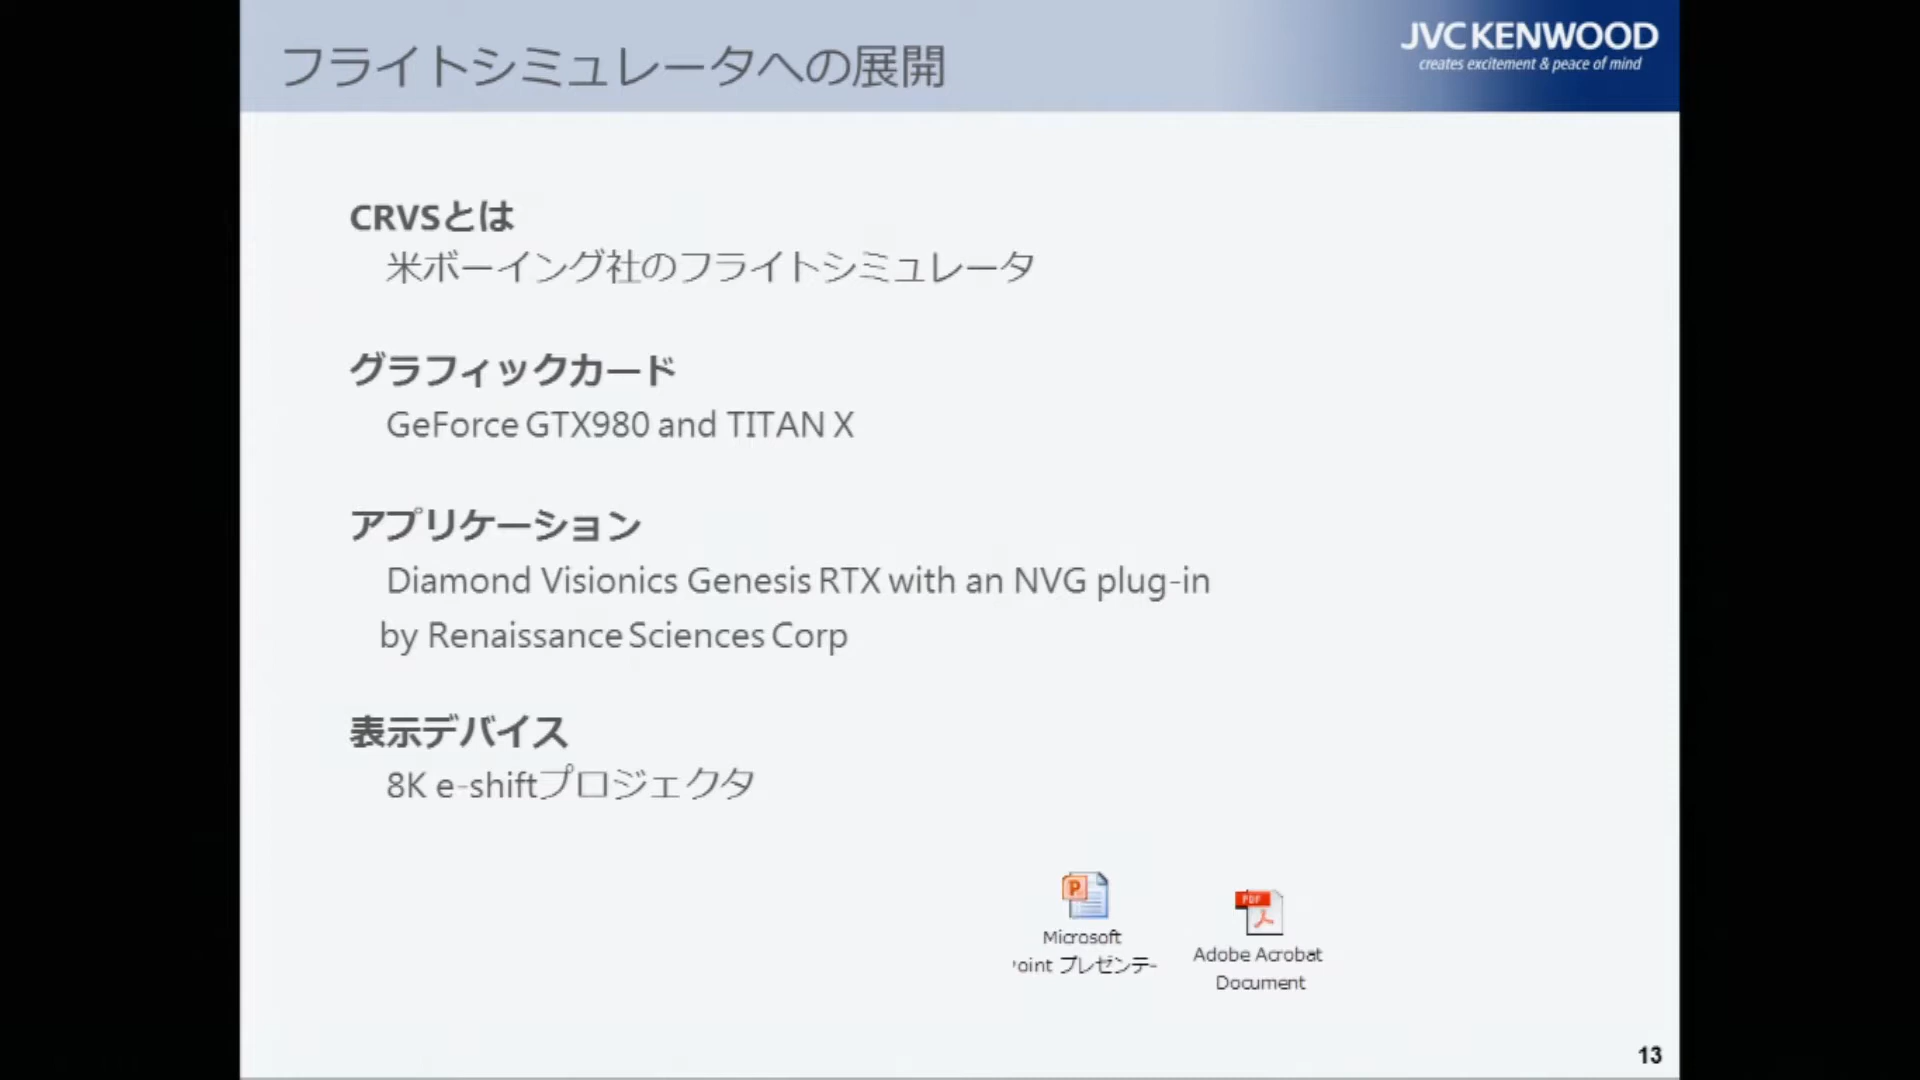 フライトシミュレータへの展開
JVCKENWOOD
creates excitement & peace of mind
CRVSとは
米ボーイング社のフライトシミュレータ
グラフィックカード
GeForce GTX980 and TITAN X
アプリケーション
Diamond Visionics Genesis RTX with an NVG plug-in
by Renaissance Sciences Corp
表示デバイス
8K e-shiftプロジェクタ
Microsoft
oint プレゼンテ-
Adobe Acrobat
Document
13